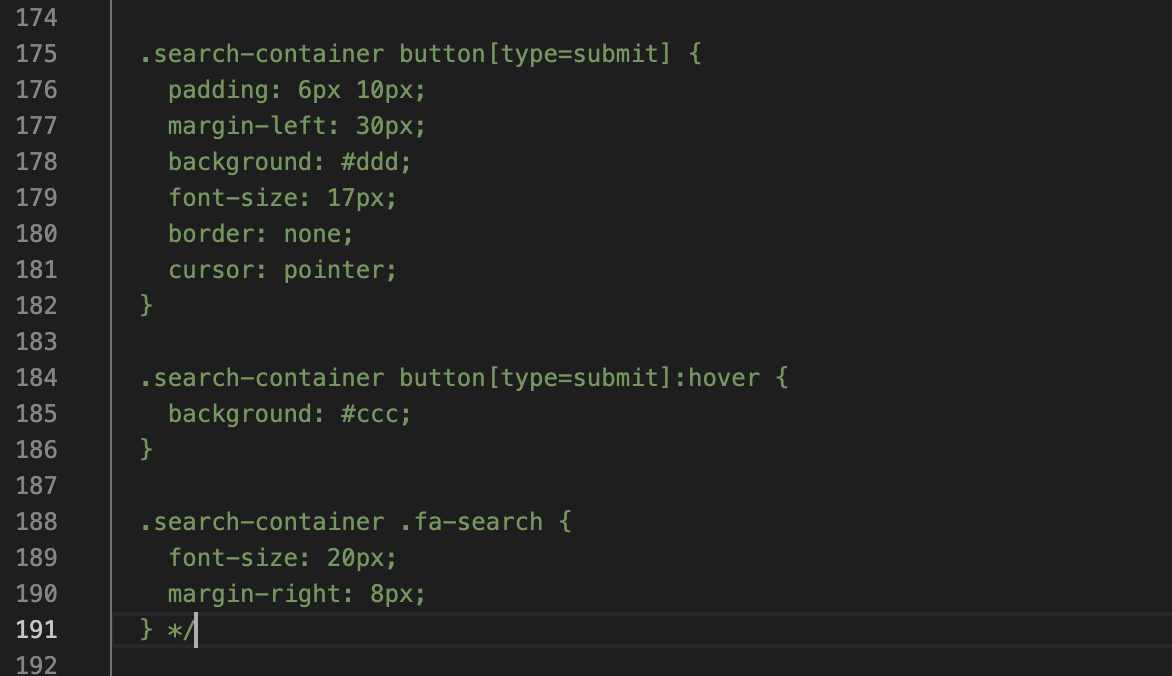 174
175 .search-container button[type=submit] {
176 padding: 6px 10px;
177 margin-left: 30px;
178 background: #ddd;
179 font-size: 17px;
180 border: none;
181 cursor: pointer;
182 }
183
184 .search-container button[type=submit]:hover {
185 background: #ccc;
186 }
187
188 .search-container .fa-search {
189 font-size: 20px;
190 margin-right: 8px;
191 } */
192